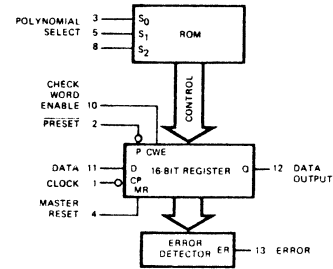 POLYNOMIAL
SELECT
3 S0
5 S1
8 S2
ROM
CONTROL
CHECK
WORD
ENABLE 10
PRESET 2
P CWE
DATA 11 D
16-BIT REGISTER
Q 12 DATA
OUTPUT
CLOCK 1 CP
MR
MASTER
RESET 4
ERROR
DETECTOR ER 13 ERROR